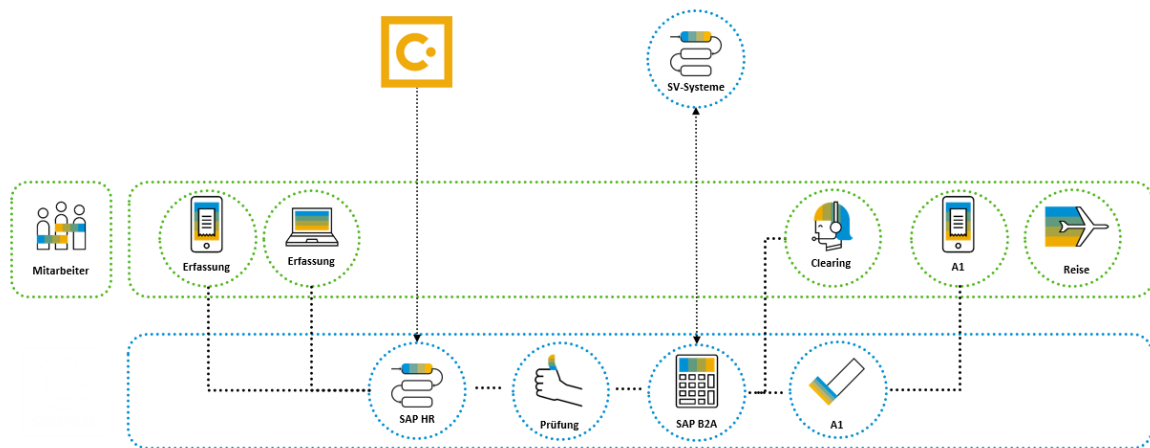 SV-Systeme
Mitarbeiter
Erfassung
Erfassung
Clearing
A1
Reise
SAP HR
Prüfung
SAP B2A
A1